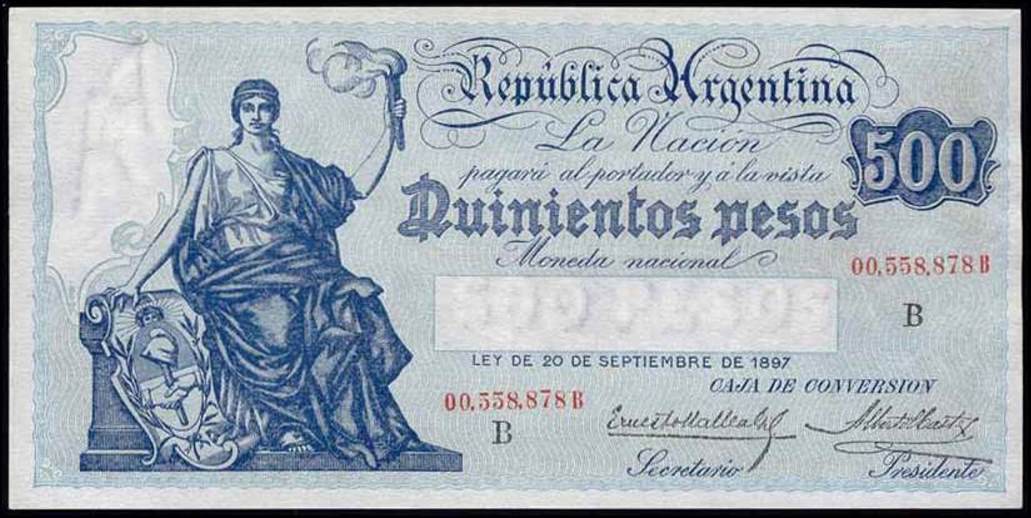 República Argentina
La Nación
pagará al portador y á la vista
500
Quinientos pesos
Moneda nacional
00,558,878 B
B
LEY DE 20 DE SEPTIEMBRE DE 1897
CAJA DE CONVERSION
00,558,878 B
B
Secretario
Presidente